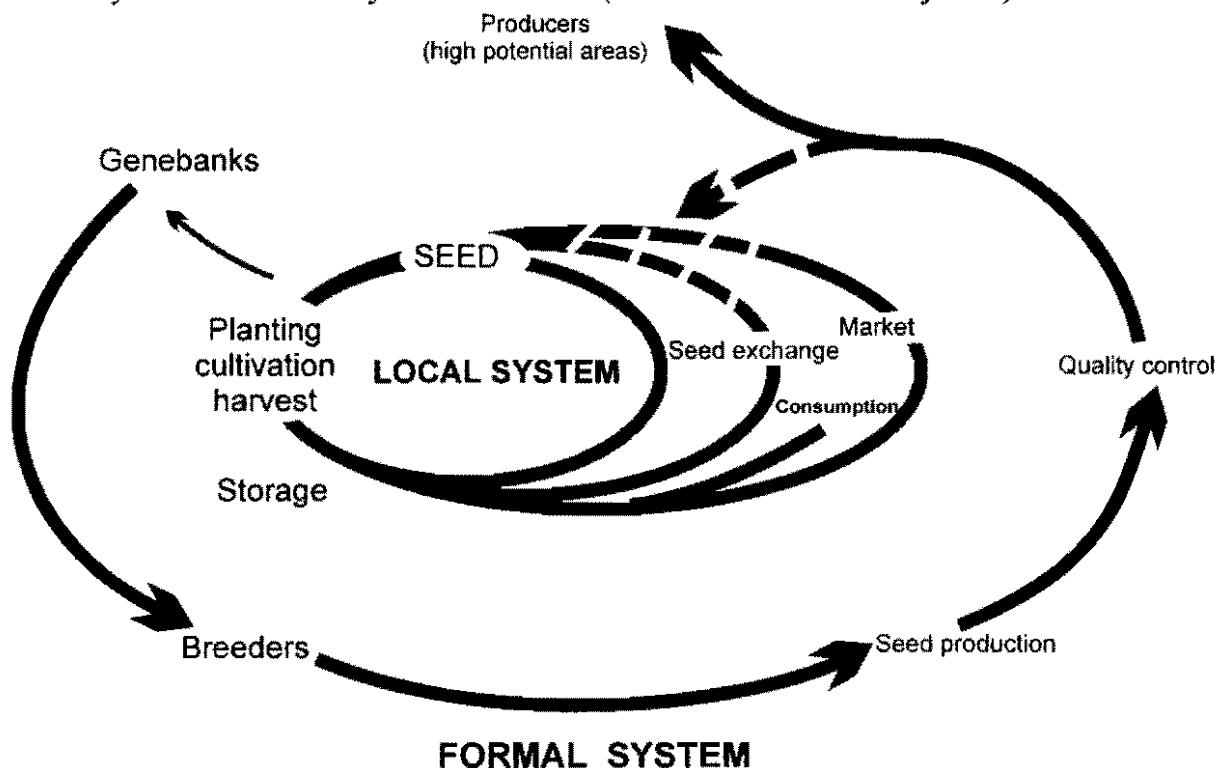 Producers
(high potential areas)
Genebanks
SEED
Planting
cultivation
harvest
LOCAL SYSTEM
Seed exchange
Market
Consumption
Quality control
Storage
Breeders
Seed production
FORMAL SYSTEM